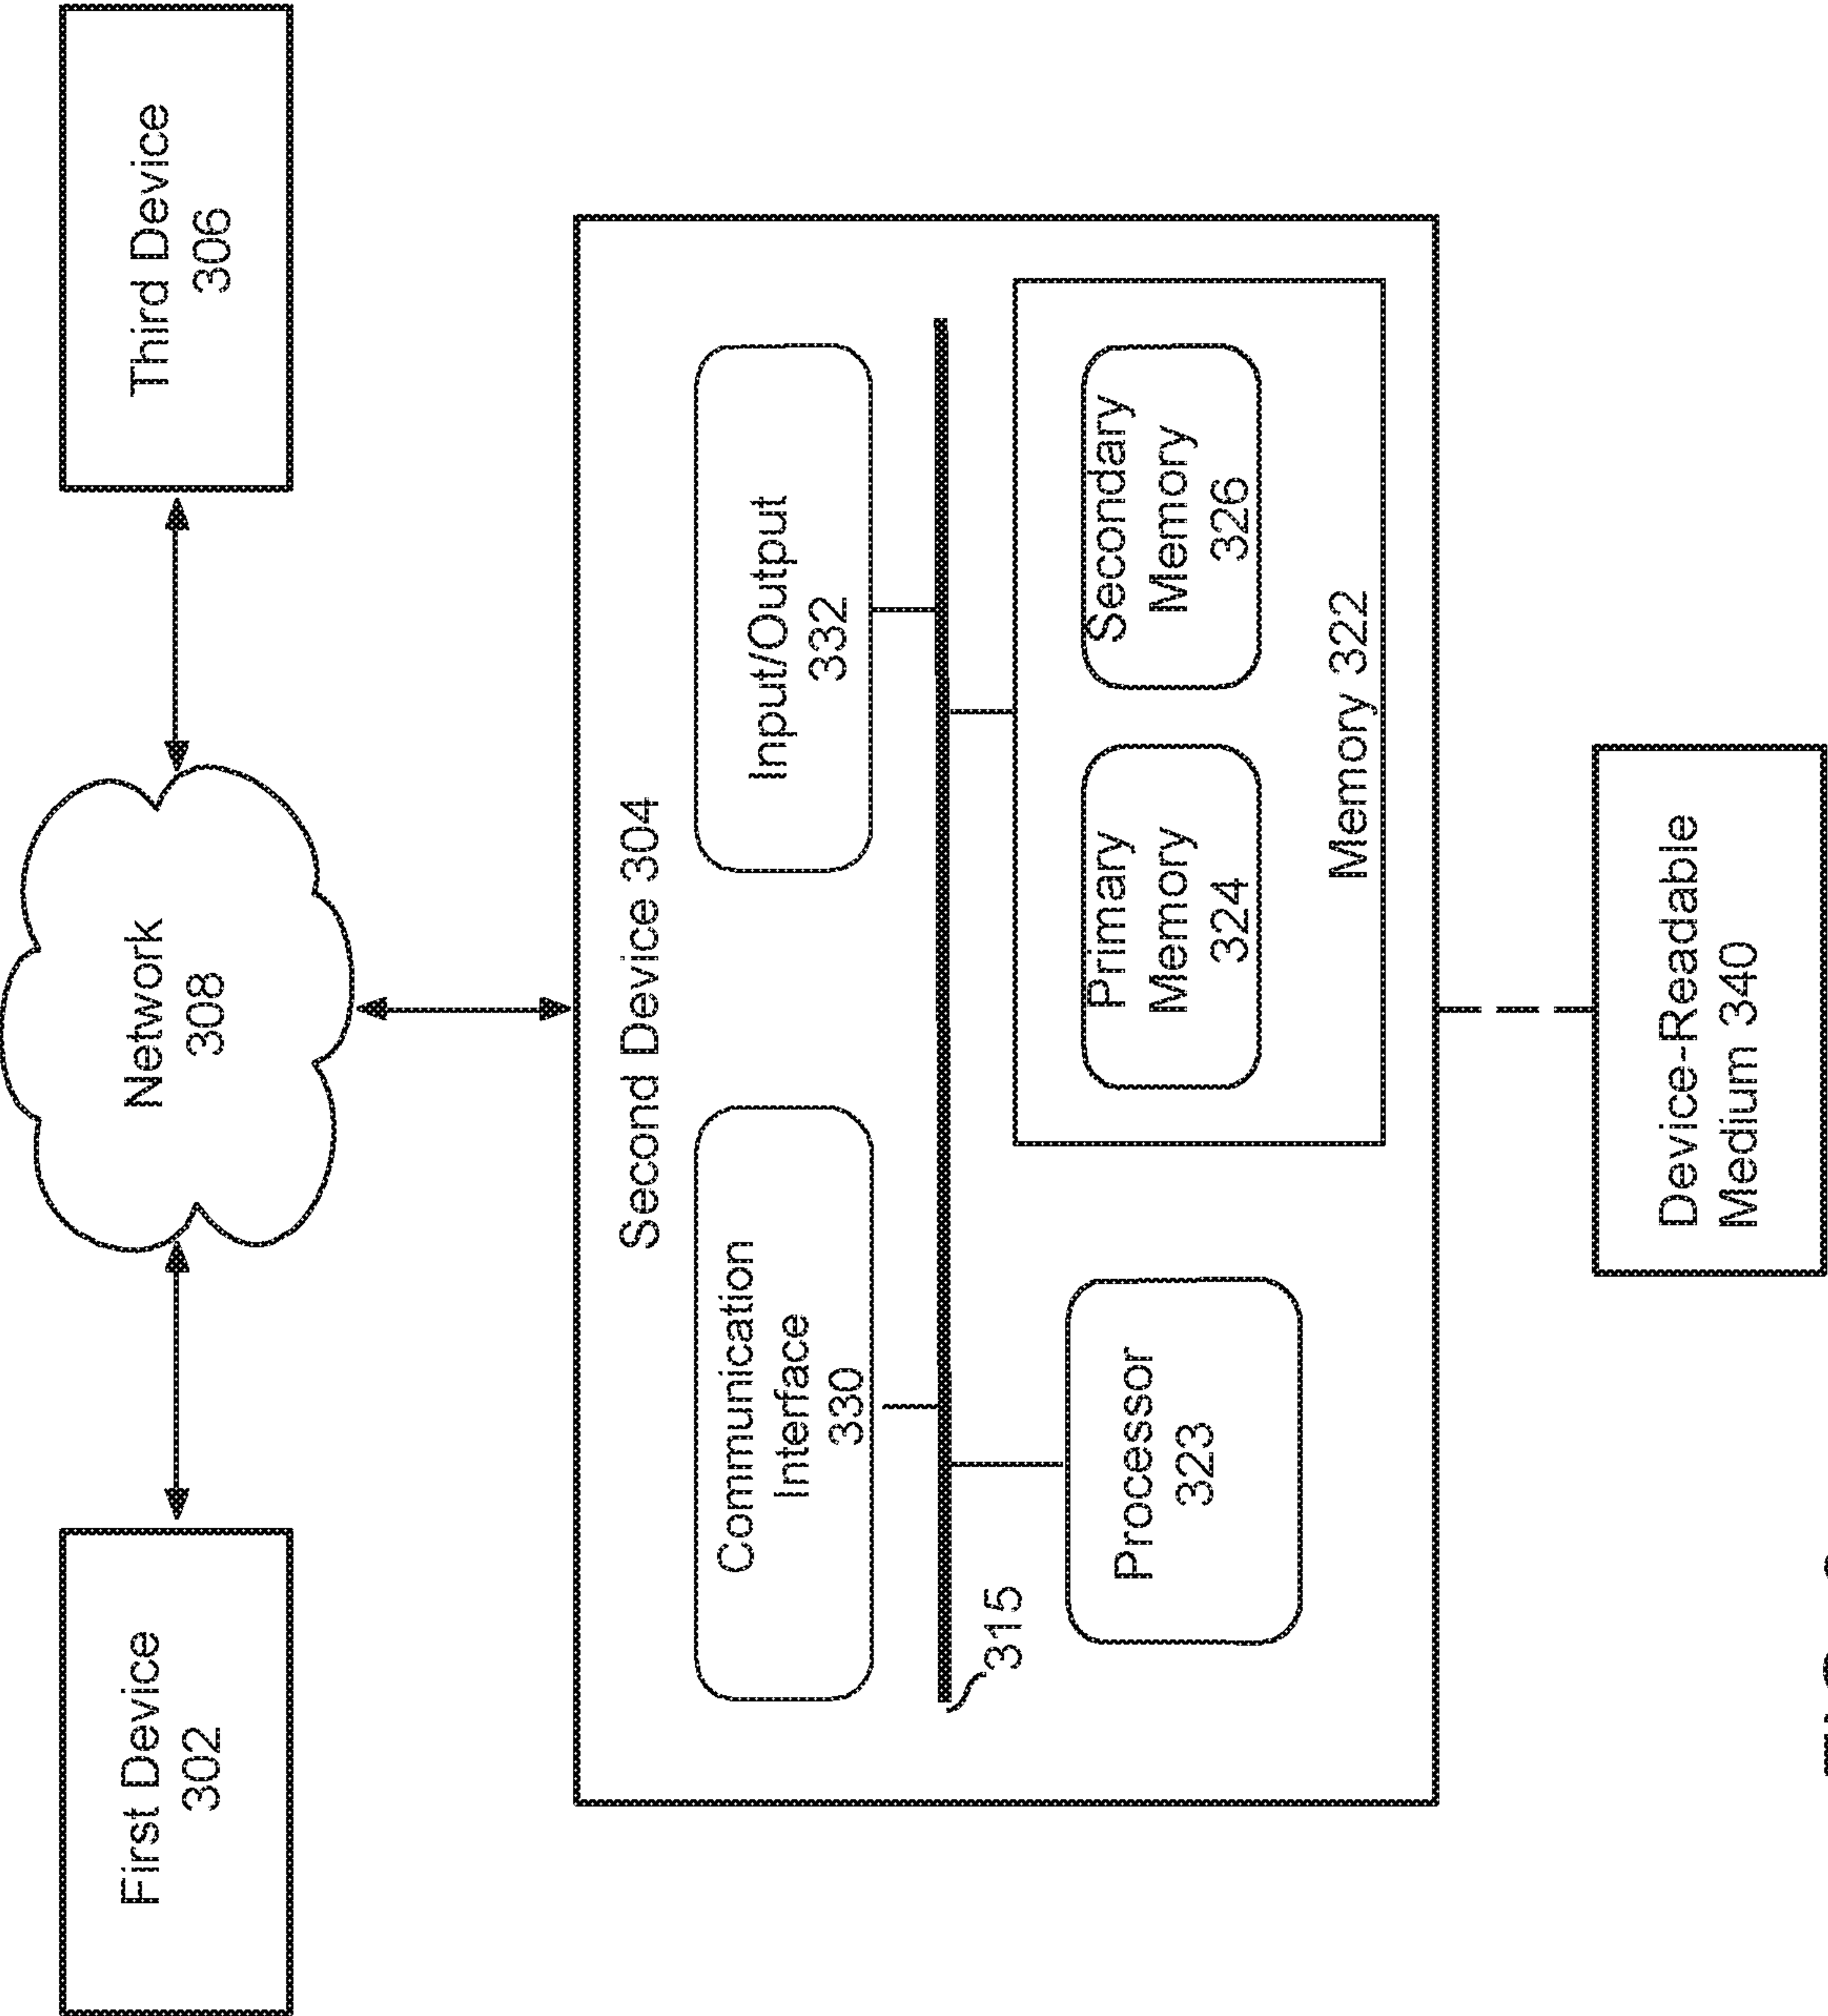 First Device
302
Network
308
Third Device
306
Second Device 304
Communication
Interface
330
Input/Output
332
315
Processor
323
Primary
Memory
324
Secondary
Memory
326
Memory 322
Device-Readable
Medium 340